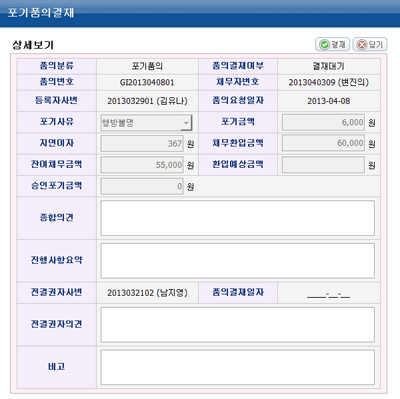 포기품의결재
상세보기 결재 닫기
품의분류 포기품의 품의결재여부 결재대기
품의번호 GI2013040801 채무자번호 2013040309 (변진의)
등록자사번 2013032901 (김유나) 품의요청일자 2013-04-08
포기사유 행방불명 포기금액 6,000 원
지연이자 367 원 채무환입금액 60,000 원
잔여채무금액 55,000 원 환입예상금액 원
승인포기금액 0 원
종합의견
진행사항요약
전결권자사번 2013032102 (남지영) 품의결재일자 ____-__-__
전결권자의견
비고